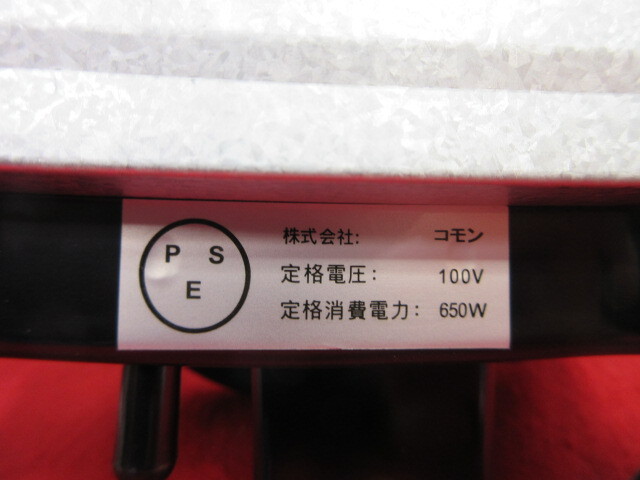 P S
E
株式会社: コモン
定格電圧: 100V
定格消費電力: 650W